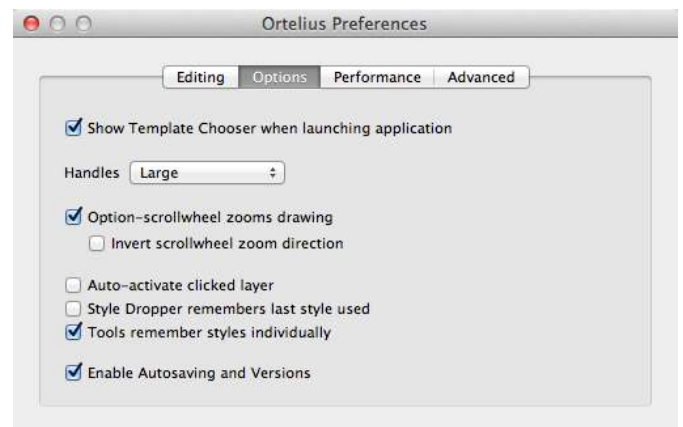 Ortelius Preferences
Editing Options Performance Advanced
Show Template Chooser when launching application
Handles Large
Option-scrollwheel zooms drawing
Invert scrollwheel zoom direction
Auto-activate clicked layer
Style Dropper remembers last style used
Tools remember styles individually
Enable Autosaving and Versions